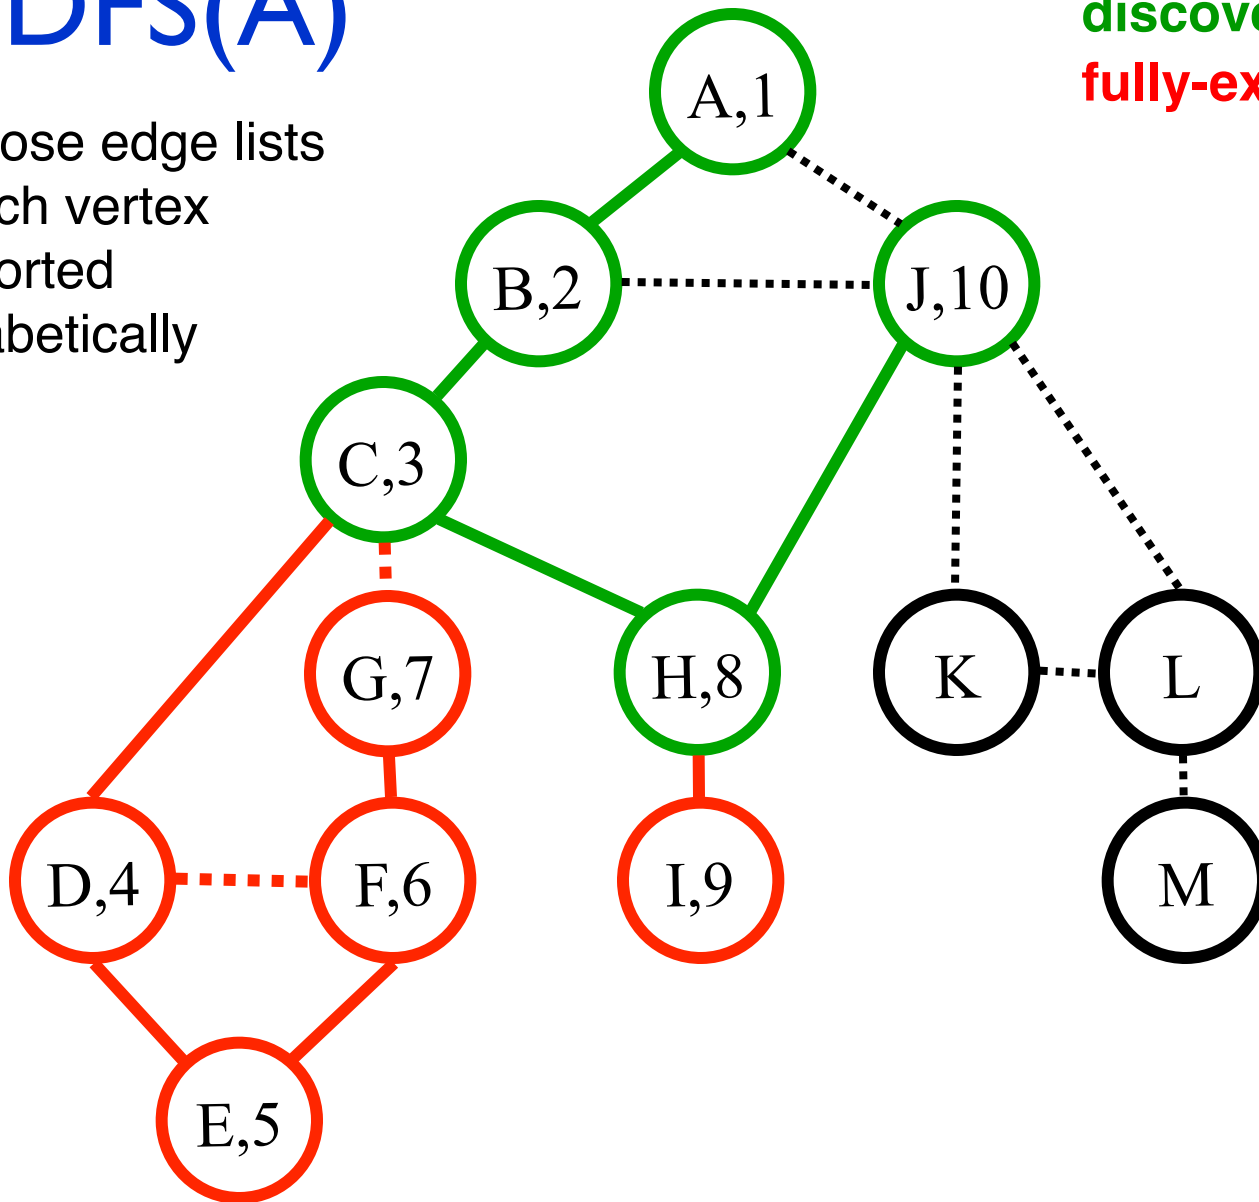 DFS(A)
discove
fully-ex
ose edge lists
ch vertex
orted
abetically
A,1
B,2
J,10
C,3
G,7
H,8
K
L
D,4
F,6
I,9
M
E,5